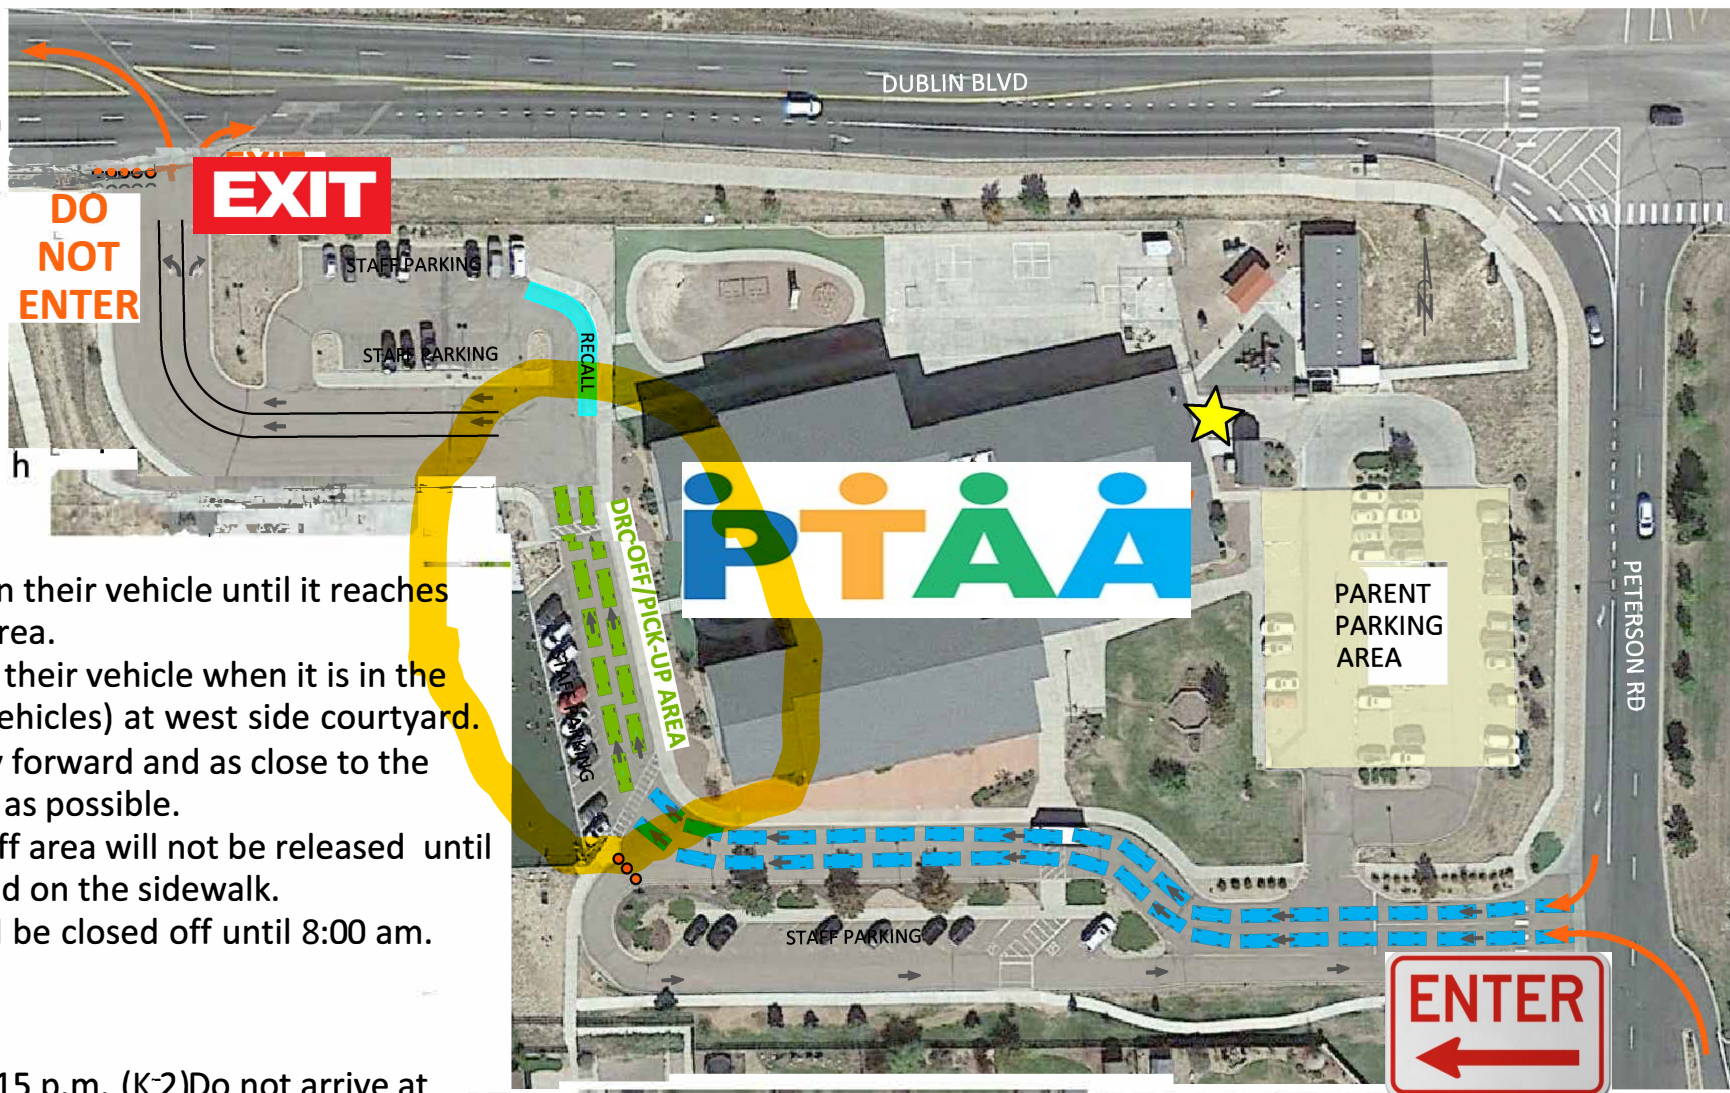 DUBLIN BLVD
EXIT
EXIT
DO
NOT
ENTER
STAFF PARKING
STAFF PARKING
RECALL
N
h
PTAA
DROOFF/PICK-UP AREA
STAFF PARKING
PARENT
PARKING
AREA
PETERSON RD
n their vehicle until it reaches
rea.
their vehicle when it is in the
ehicles) at west side courtyard.
y forward and as close to the
as possible.
ff area will not be released until
d on the sidewalk.
l be closed off until 8:00 am.
STAFF PARKING
ENTER
15 p.m. (K-2)Do not arrive at